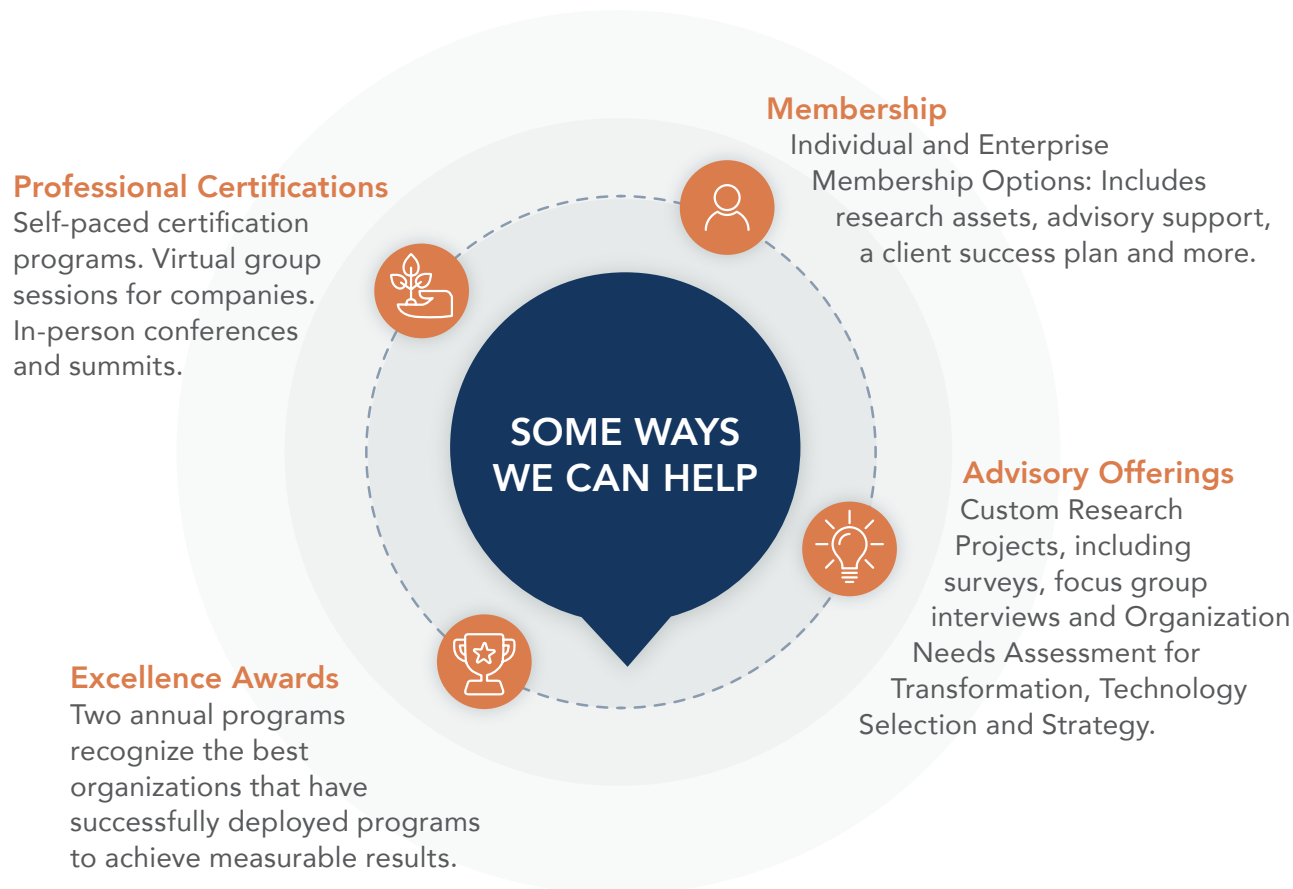 Membership
Individual and Enterprise
Membership Options: Includes
research assets, advisory support,
a client success plan and more.
Professional Certifications
Self-paced certification
programs. Virtual group
sessions for companies.
In-person conferences
and summits.
SOME WAYS
WE CAN HELP
Advisory Offerings
Custom Research
Projects, including
surveys, focus group
interviews and Organization
Needs Assessment for
Transformation, Technology
Selection and Strategy.
Excellence Awards
Two annual programs
recognize the best
organizations that have
successfully deployed programs
to achieve measurable results.